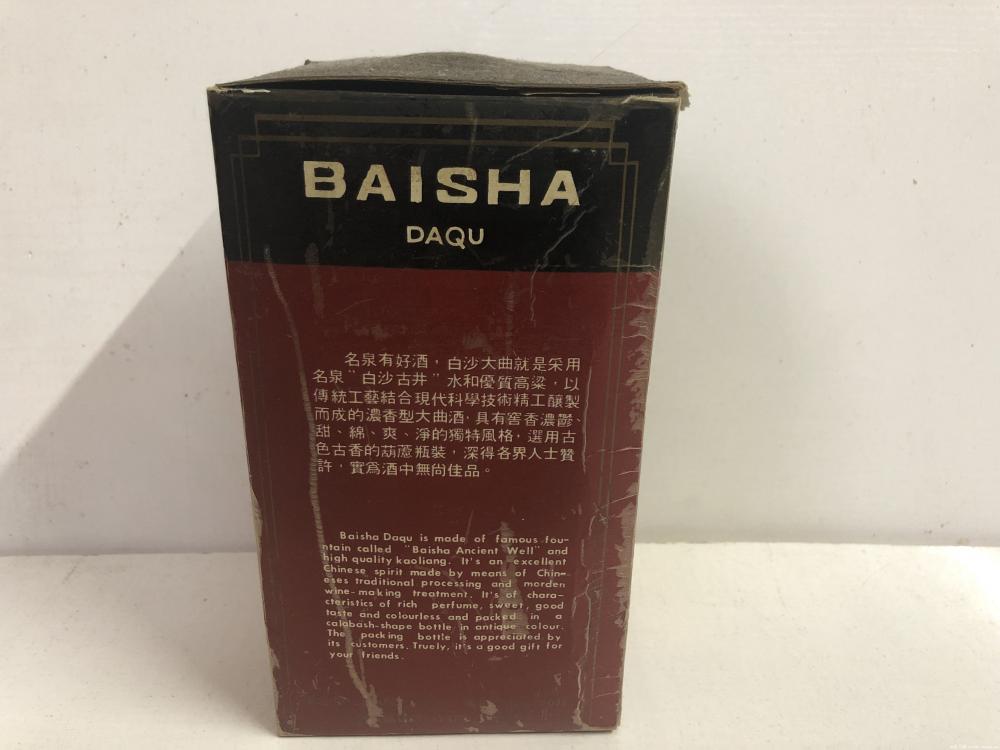 BAISHA
DAQU
名泉有好酒，白沙大曲就是采用
名泉"白沙古井"水和優質高粱，以
傳統工藝結合現代科學技術精工釀製
而成的濃香型大曲酒，具有窖香濃鬱、
甜、綿、爽、淨的獨特風格，選用古
色古香的葫蘆瓶裝，深得各界人士贊
許，實爲酒中無尙佳品。
Baisha Daqu is made of famous fou-
ntain called "Baisha Ancient Well" and
high quality kaoliang. It's an excellent
Chinese spirit made by means of Chin-
eses traditional processing and morden
wine-making treatment. It's of chara-
cteristics of rich perfume, sweet, good
taste and colourless and packed in a
calabash-shape bottle in antique colour.
The packing bottle is appreciated by
its customers. Truely, it's a good gift for
your friends.